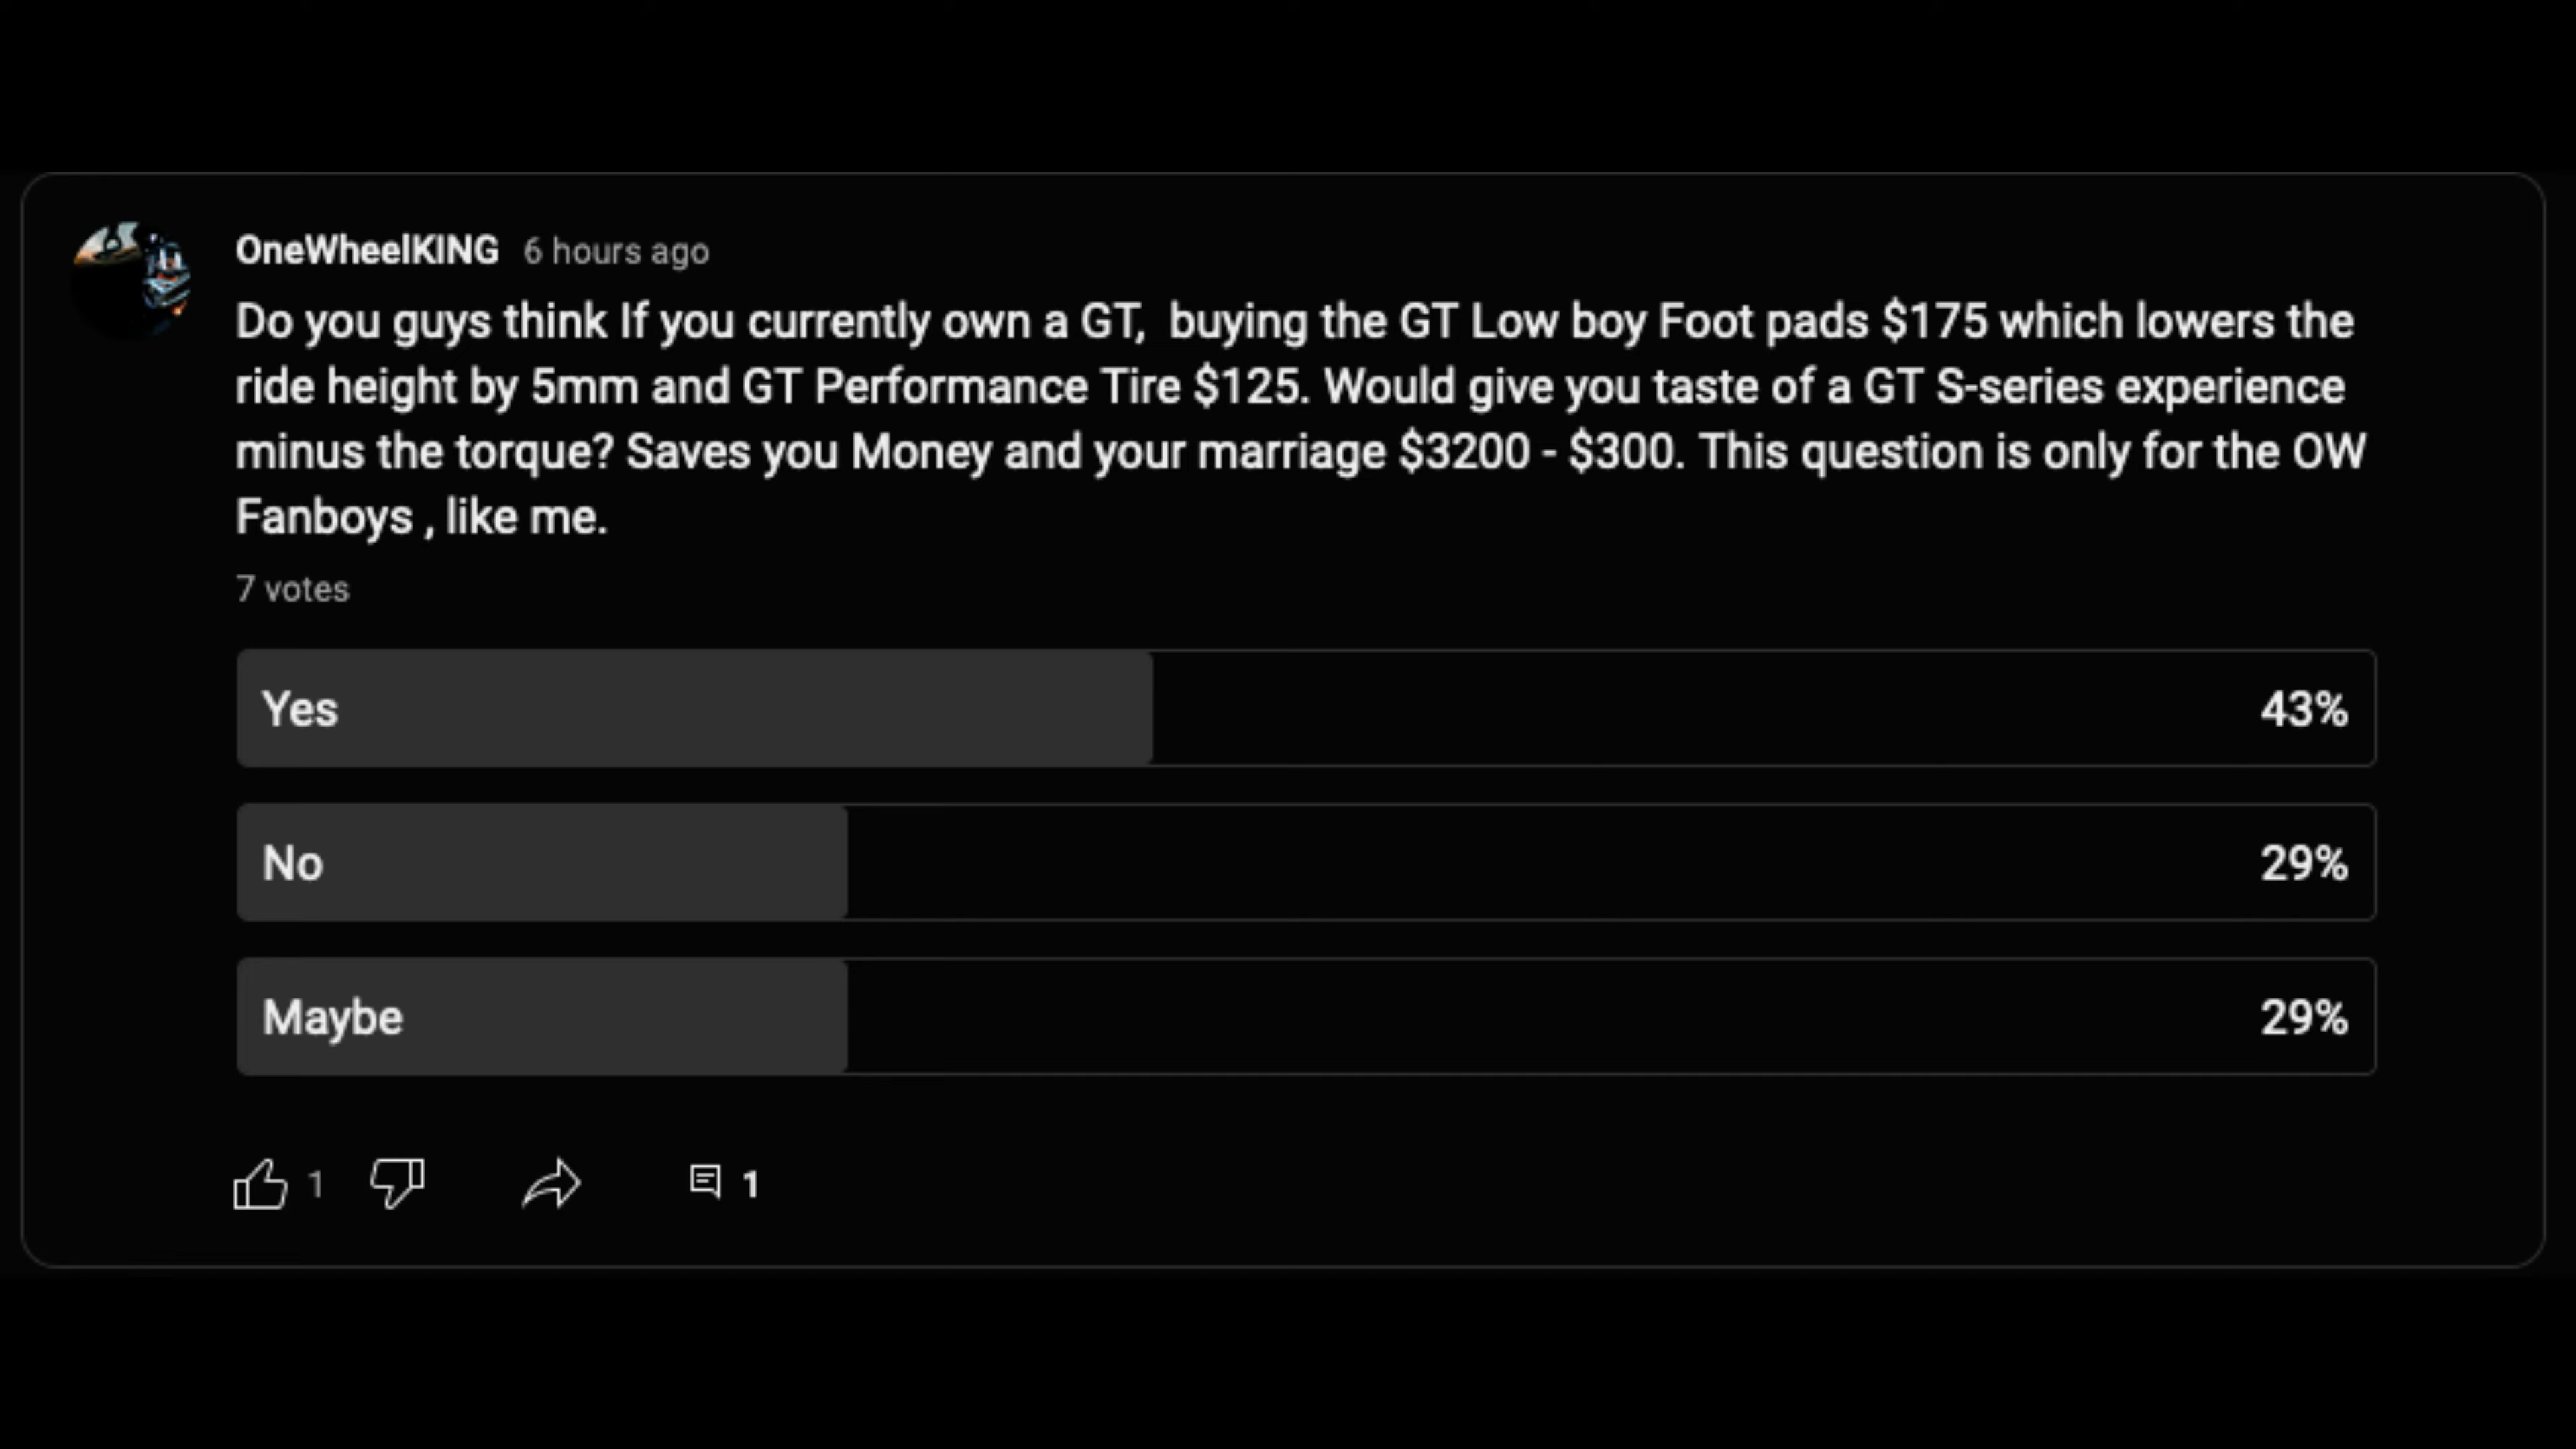 OneWheelKING 6 hours ago
Do you guys think If you currently own a GT,  buying the GT Low boy Foot pads $175 which lowers the
ride height by 5mm and GT Performance Tire $125. Would give you taste of a GT S-series experience
minus the torque? Saves you Money and your marriage $3200 - $300. This question is only for the OW
Fanboys , like me.
7 votes
Yes 43%
No 29%
Maybe 29%
1 1